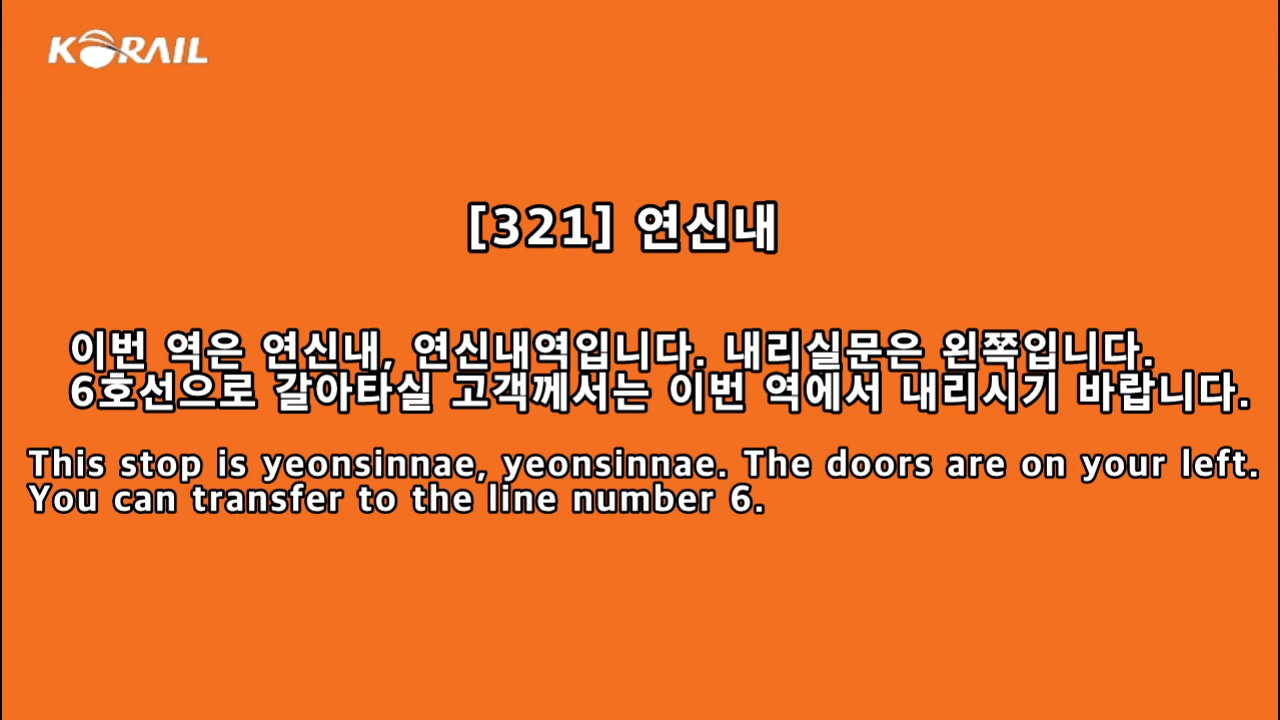 KORAIL
[321] 연신내
이번 역은 연신내, 연신내역입니다. 내리실문은 왼쪽입니다.
6호선으로 갈아타실 고객께서는 이번 역에서 내리시기 바랍니다.
This stop is yeonsinnae, yeonsinnae. The doors are on your left.
You can transfer to the line number 6.